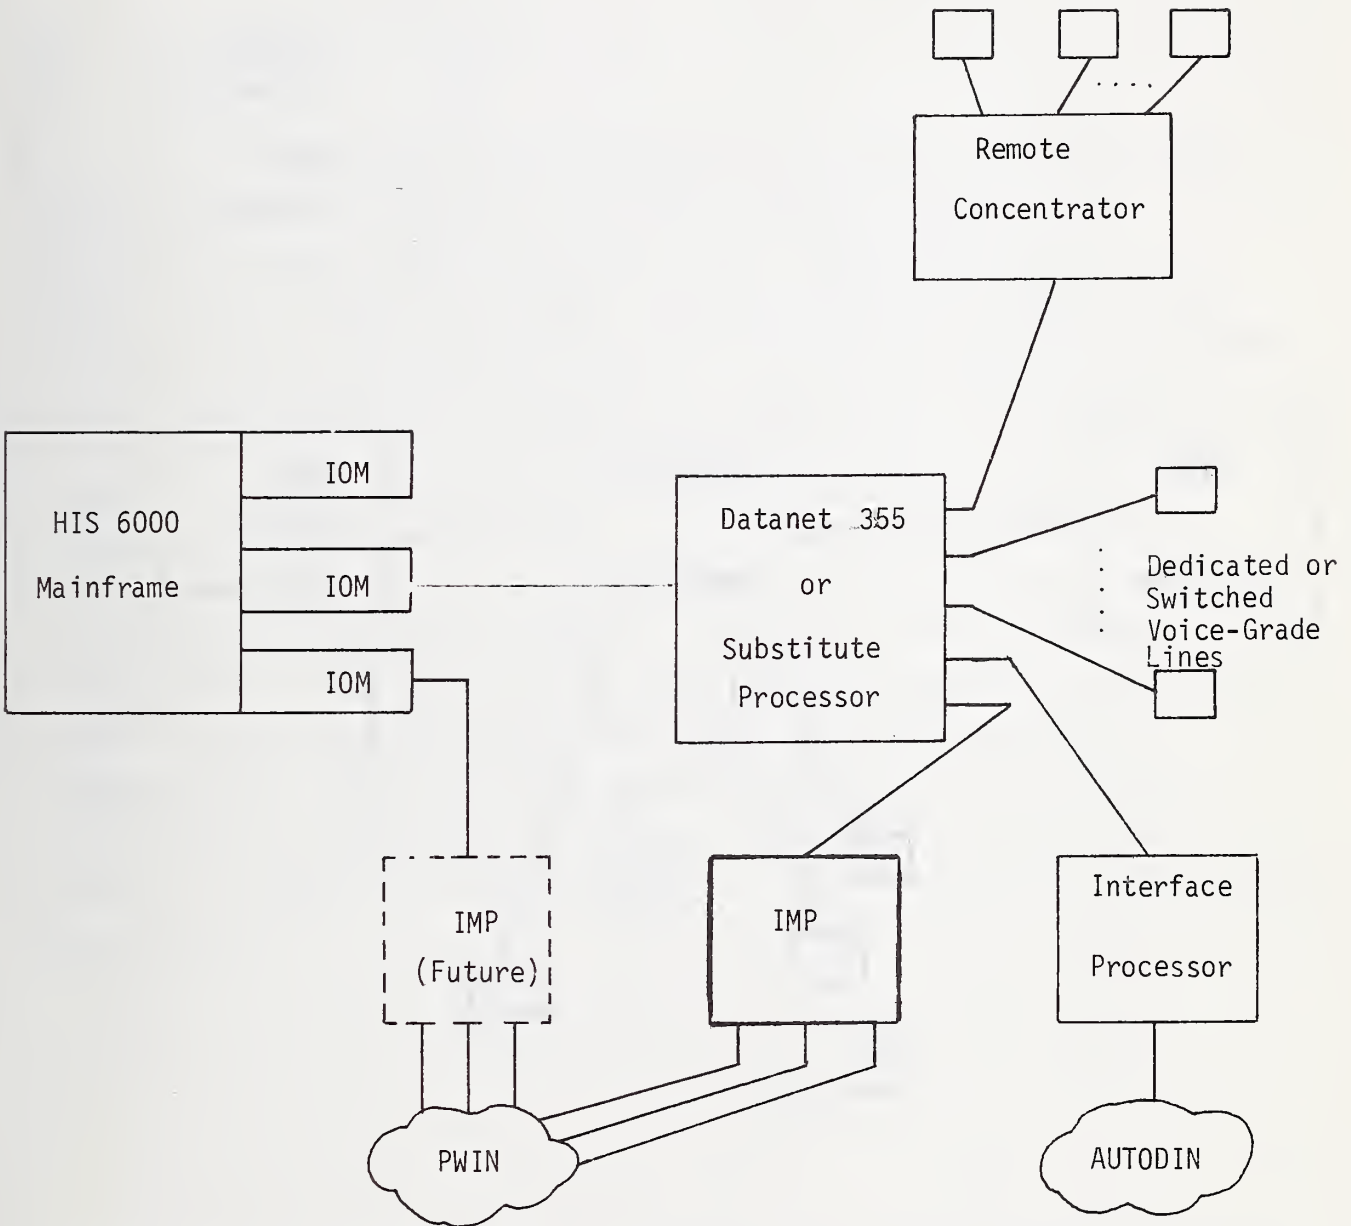 Remote
Concentrator
HIS 6000
Mainframe
IOM
IOM
IOM
Datanet 355
or
Substitute
Processor
Dedicated or
Switched
Voice-Grade
Lines
IMP
(Future)
IMP
Interface
Processor
PWIN
AUTODIN